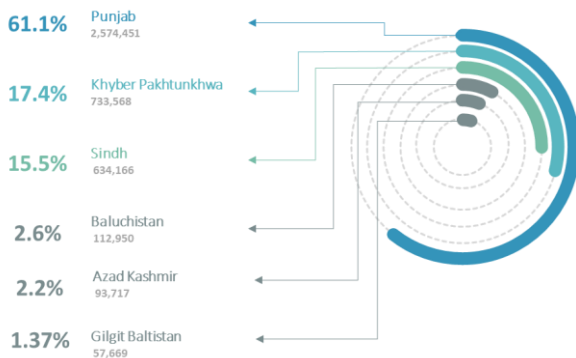 61.1% Punjab
2,574,451
17.4% Khyber Pakhtunkhwa
733,568
15.5% Sindh
634,166
2.6% Baluchistan
112,950
2.2% Azad Kashmir
93,717
1.37% Gilgit Baltistan
57,669